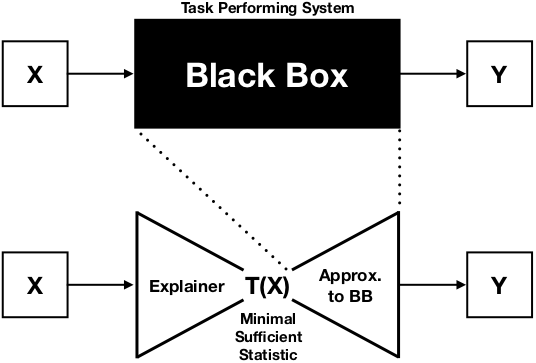 Task Performing System
X
Black Box
Y
X
Explainer
T(X)
Approx.
to BB
Y
Minimal
Sufficient
Statistic